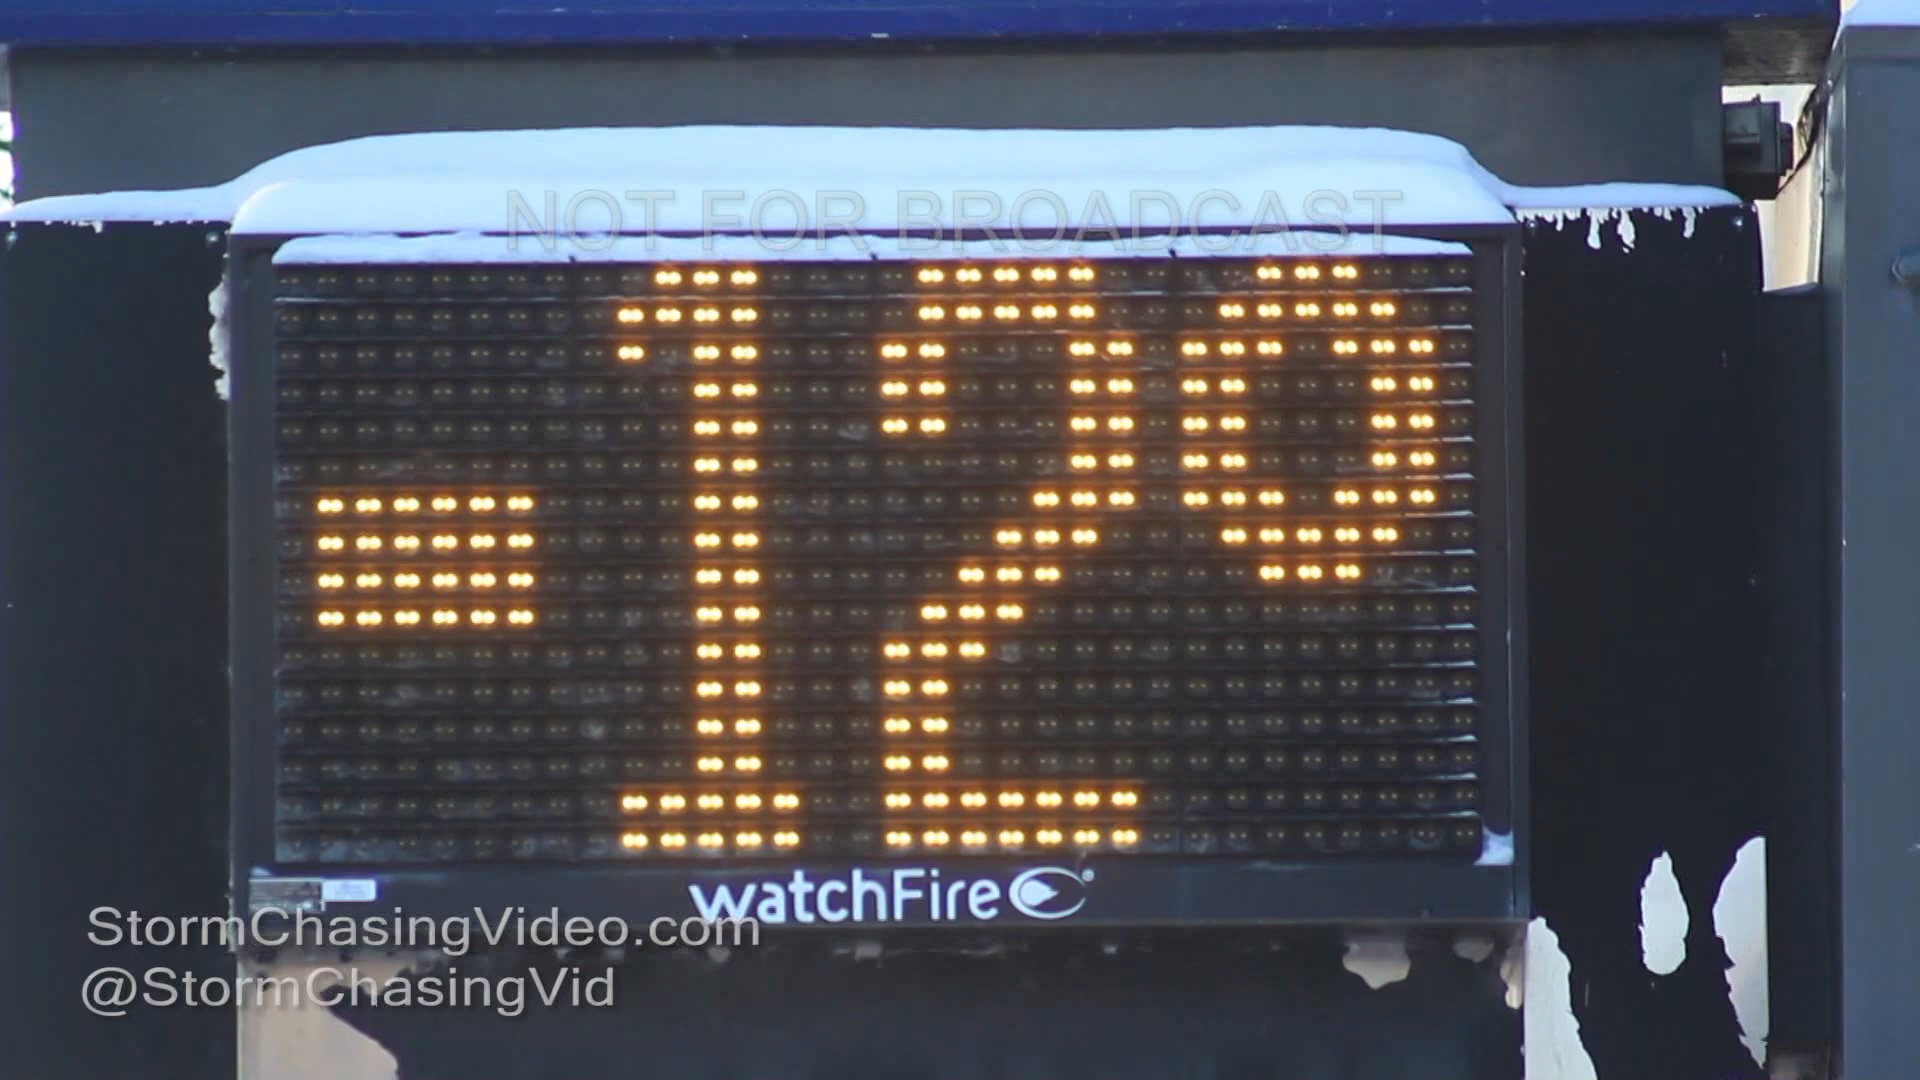 NOT FOR BROADCAST
-12°
watchFire®
StormChasingVideo.com
@StormChasingVid